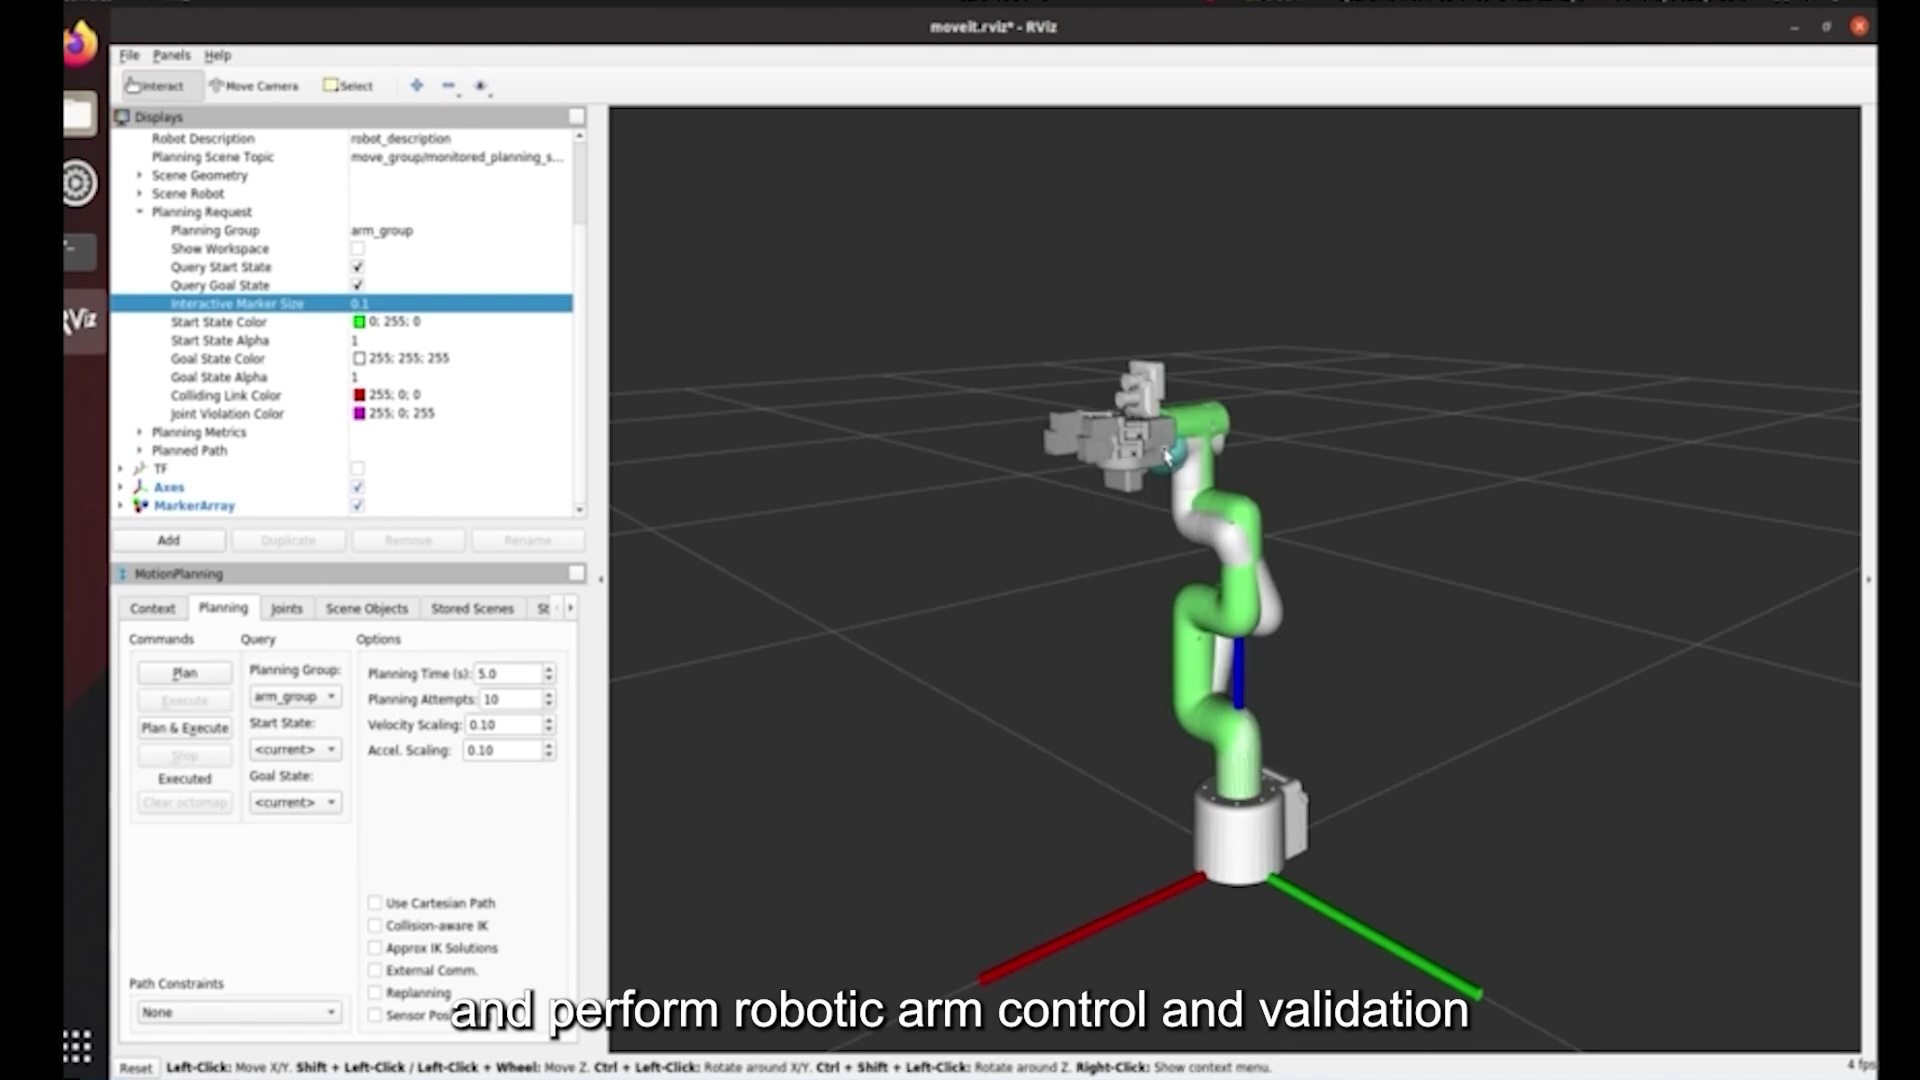 moveit.rviz* - RViz
File Panels Help
Interact Move Camera Select
Displays
Robot Description robot_description
Planning Scene Topic move_group/monitored_planning_s...
Scene Geometry
Scene Robot
Planning Request
Planning Group arm_group
Show Workspace
Query Start State
Query Goal State
Interactive Marker Size 0.1
Start State Color 0; 255; 0
Start State Alpha 1
Goal State Color 255; 255; 255
Goal State Alpha 1
Colliding Link Color 255; 0; 0
Joint Violation Color 255; 0; 255
Planning Metrics
Planned Path
TF
Axes
MarkerArray
Add Duplicate Remove Rename
MotionPlanning
Context Planning Joints Scene Objects Stored Scenes St
Commands Query Options
Plan Planning Group: Planning Time (s): 5.0
Execute arm_group Planning Attempts: 10
Plan & Execute Start State: Velocity Scaling: 0.10
Stop <current> Accel. Scaling: 0.10
Executed Goal State:
Clear octomap <current>
Use Cartesian Path
Collision-aware IK
Approx IK Solutions
External Comm.
Path Constraints Replanning
None Sensor
and perform robotic arm control and validation
Reset Left-Click: Move X/Y. Shift + Left-Click / Left-Click + Wheel: Move Z. Ctrl + Left-Click: Rotate around X/Y. Ctrl + Shift + Left-Click: Rotate around Z. Right-Click: Show context menu. 4 fps
RViz